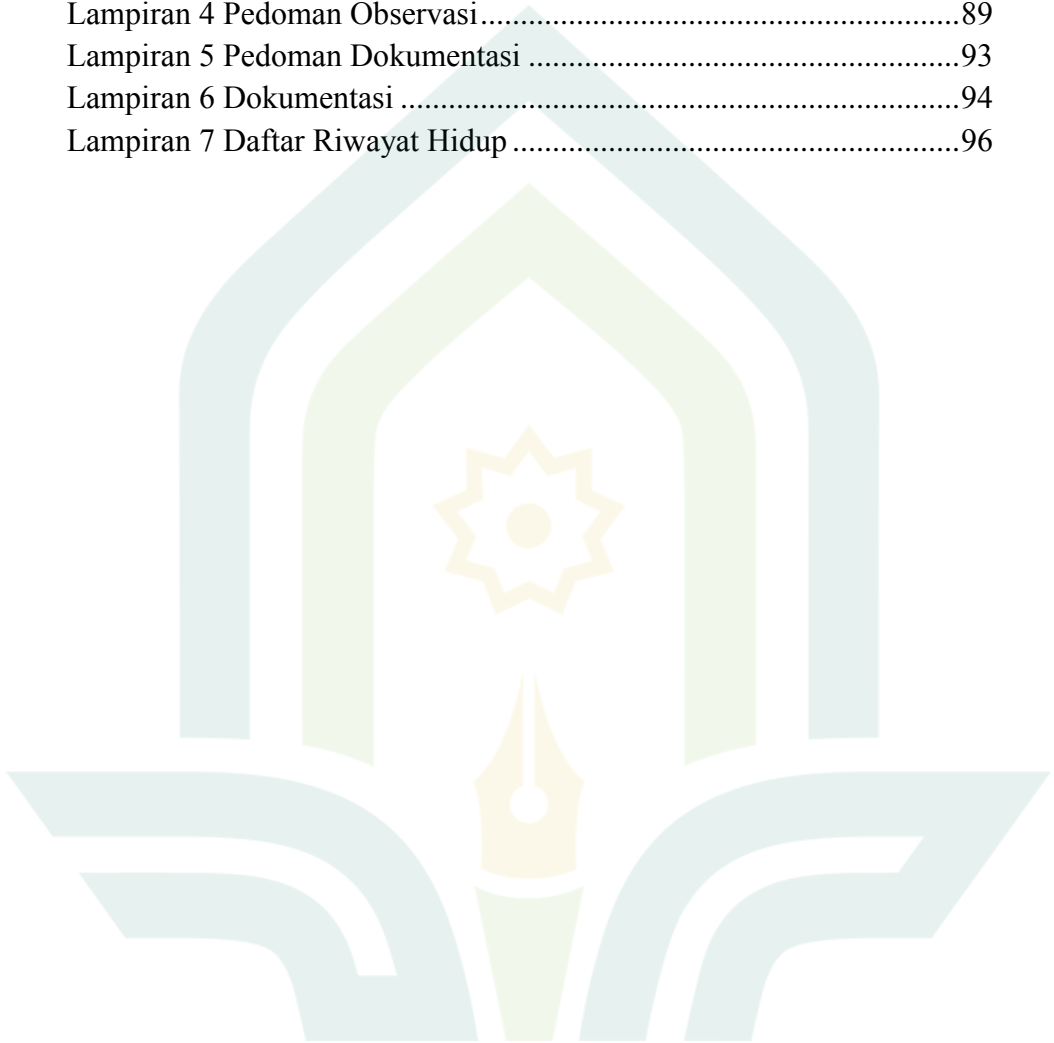 Lampiran 4 Pedoman Observasi.............................................................89
Lampiran 5 Pedoman Dokumentasi .......................................................93
Lampiran 6 Dokumentasi ........................................................................94
Lampiran 7 Daftar Riwayat Hidup .........................................................96